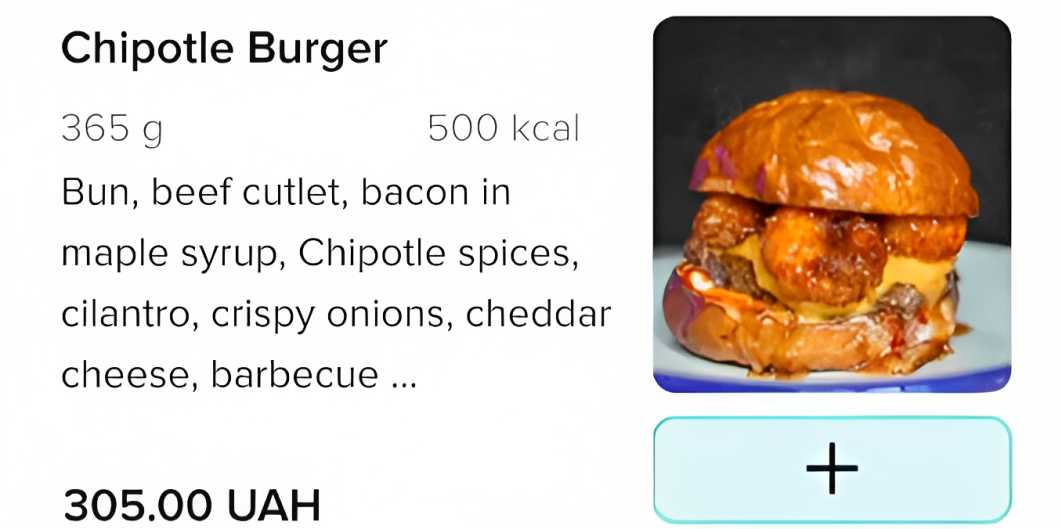 Chipotle Burger
365 g 500 kcal
Bun, beef cutlet, bacon in
maple syrup, Chipotle spices,
cilantro, crispy onions, cheddar
cheese, barbecue ...
305.00 UAH
+